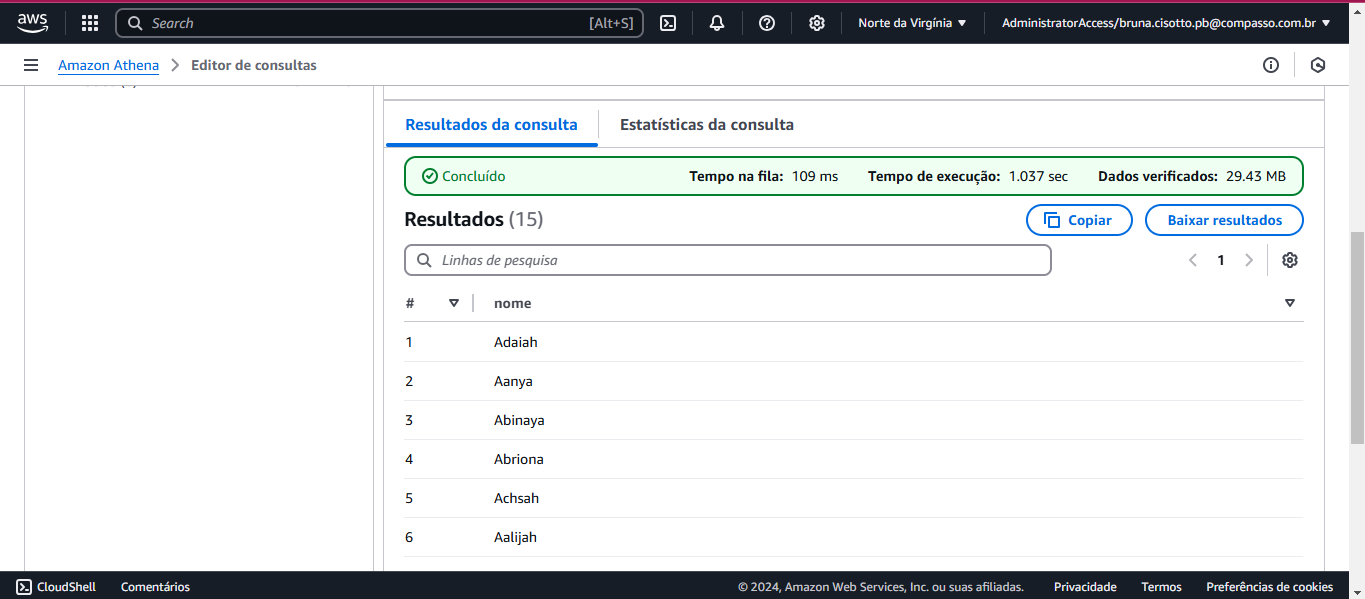 aws Search [Alt+S] Norte da Virgínia AdministratorAccess/bruna.cisotto.pb@compasso.com.br
Amazon Athena Editor de consultas
Resultados da consulta Estatísticas da consulta
Concluído Tempo na fila: 109 ms Tempo de execução: 1.037 sec Dados verificados: 29.43 MB
Resultados (15) Copiar Baixar resultados
Linhas de pesquisa 1
# nome
1 Adaiah
2 Aanya
3 Abinaya
4 Abriona
5 Achsah
6 Aalijah
CloudShell Comentários © 2024, Amazon Web Services, Inc. ou suas afiliadas. Privacidade Termos Preferências de cookies